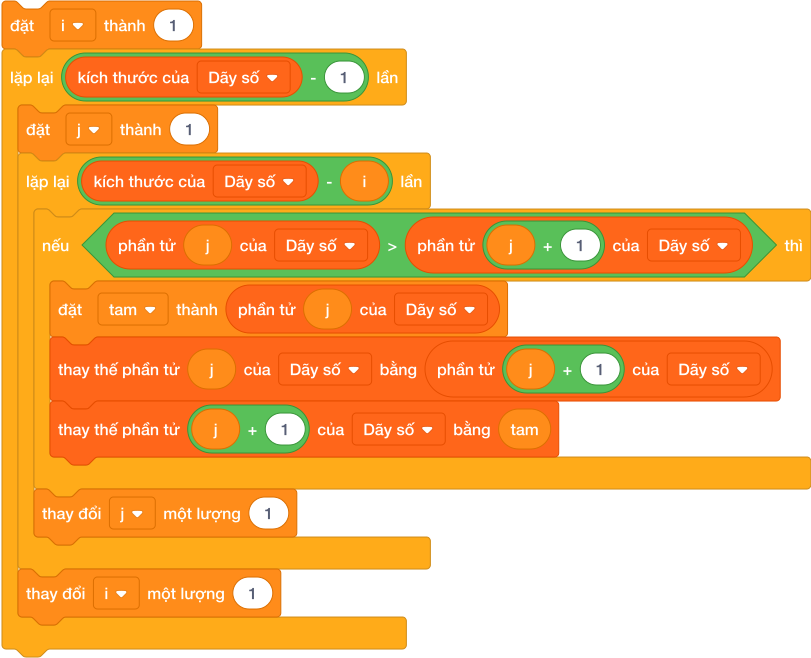 đặt i thành 1
lặp lại kích thước của Dãy số - 1 lần
đặt j thành 1
lặp lại kích thước của Dãy số - i lần
nếu phần tử j của Dãy số > phần tử j + 1 của Dãy số thì
đặt tam thành phần tử j của Dãy số
thay thế phần tử j của Dãy số bằng phần tử j + 1 của Dãy số
thay thế phần tử j + 1 của Dãy số bằng tam
thay đổi j một lượng 1
thay đổi i một lượng 1